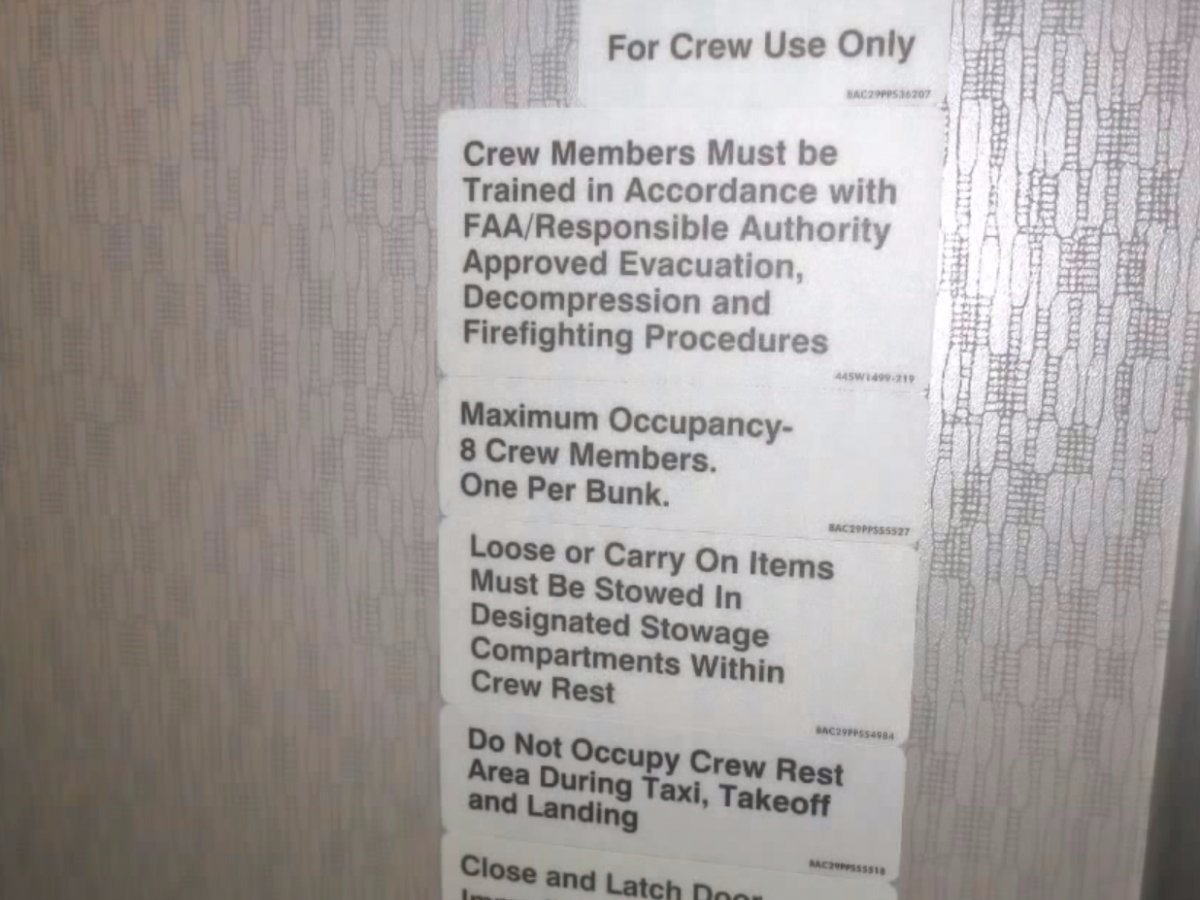 For Crew Use Only
BAC29PPS36207
Crew Members Must be
Trained in Accordance with
FAA/Responsible Authority
Approved Evacuation,
Decompression and
Firefighting Procedures
445W1499-219
Maximum Occupancy-
8 Crew Members.
One Per Bunk.
BAC29PPS55527
Loose or Carry On Items
Must Be Stowed In
Designated Stowage
Compartments Within
Crew Rest
BAC29PPS54984
Do Not Occupy Crew Rest
Area During Taxi, Takeoff
and Landing
BAC29PPS55518
Close and Latch Door